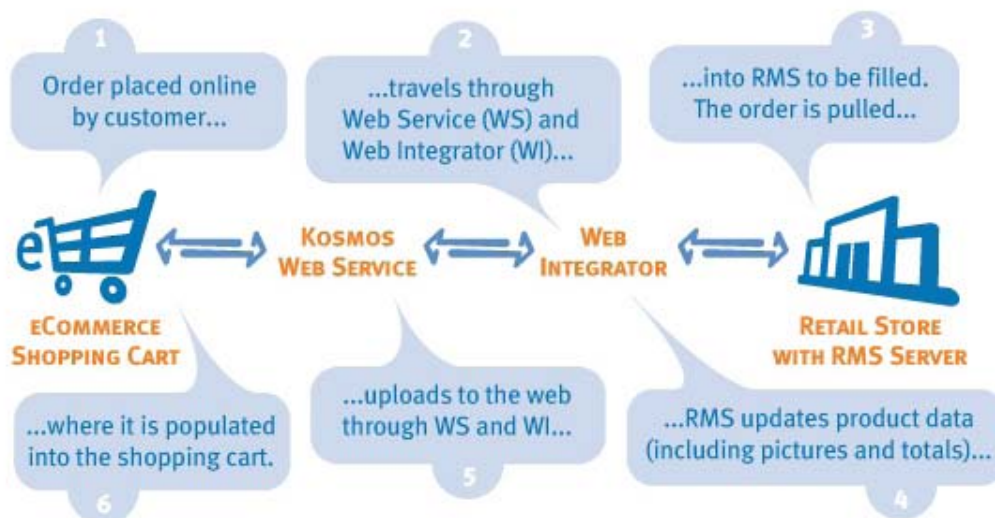 1
Order placed online
by customer...
2
...travels through
Web Service (WS) and
Web Integrator (WI)...
3
...into RMS to be filled.
The order is pulled...
e
KOSMOS
WEB SERVICE
WEB
INTEGRATOR
ECOMMERCE
SHOPPING CART
RETAIL STORE
WITH RMS SERVER
...RMS updates product data
(including pictures and totals)...
4
...uploads to the web
through WS and WI...
5
...where it is populated
into the shopping cart.
6